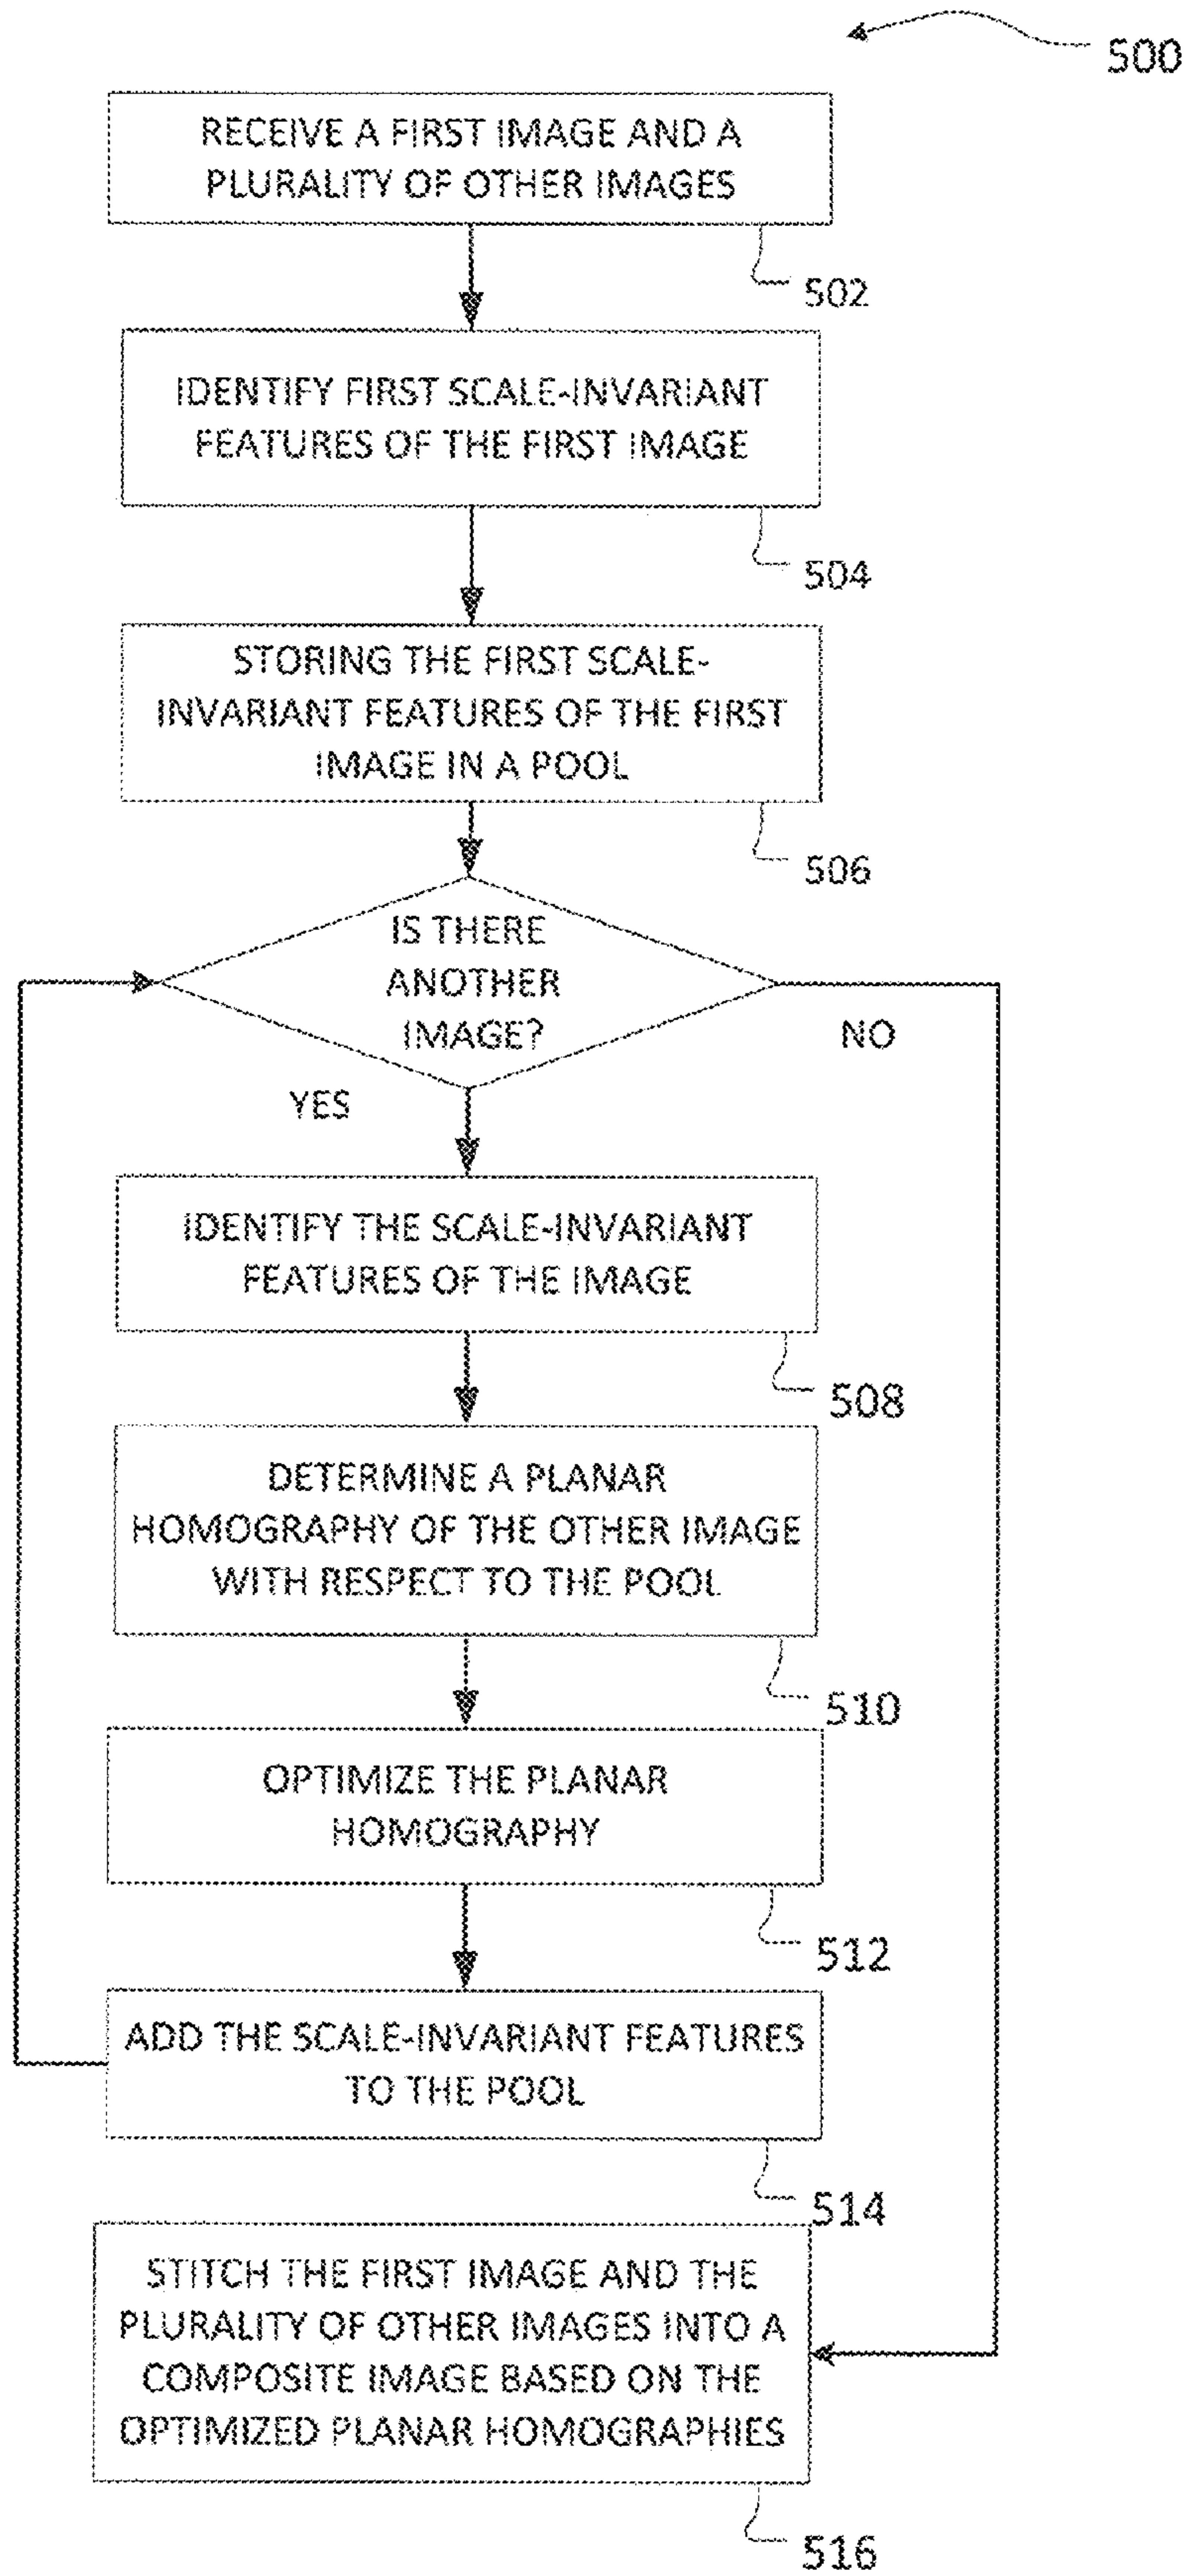 500
RECEIVE A FIRST IMAGE AND A
PLURALITY OF OTHER IMAGES
502
IDENTIFY FIRST SCALE-INVARIANT
FEATURES OF THE FIRST IMAGE
504
STORING THE FIRST SCALE-
INVARIANT FEATURES OF THE FIRST
IMAGE IN A POOL
506
IS THERE
ANOTHER
IMAGE?
NO
YES
IDENTIFY THE SCALE-INVARIANT
FEATURES OF THE IMAGE
508
DETERMINE A PLANAR
HOMOGRAPHY OF THE OTHER IMAGE
WITH RESPECT TO THE POOL
510
OPTIMIZE THE PLANAR
HOMOGRAPHY
512
ADD THE SCALE-INVARIANT FEATURES
TO THE POOL
514
STITCH THE FIRST IMAGE AND THE
PLURALITY OF OTHER IMAGES INTO A
COMPOSITE IMAGE BASED ON THE
OPTIMIZED PLANAR HOMOGRAPHIES
516